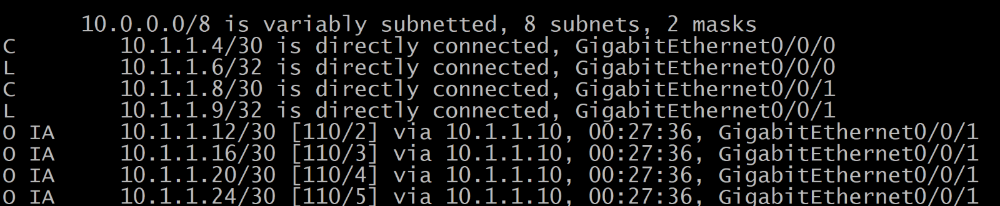 10.0.0.0/8 is variably subnetted, 8 subnets, 2 masks
C 10.1.1.4/30 is directly connected, GigabitEthernet0/0/0
L 10.1.1.6/32 is directly connected, GigabitEthernet0/0/0
C 10.1.1.8/30 is directly connected, GigabitEthernet0/0/1
L 10.1.1.9/32 is directly connected, GigabitEthernet0/0/1
O IA 10.1.1.12/30 [110/2] via 10.1.1.10, 00:27:36, GigabitEthernet0/0/1
O IA 10.1.1.16/30 [110/3] via 10.1.1.10, 00:27:36, GigabitEthernet0/0/1
O IA 10.1.1.20/30 [110/4] via 10.1.1.10, 00:27:36, GigabitEthernet0/0/1
O IA 10.1.1.24/30 [110/5] via 10.1.1.10, 00:27:36, GigabitEthernet0/0/1